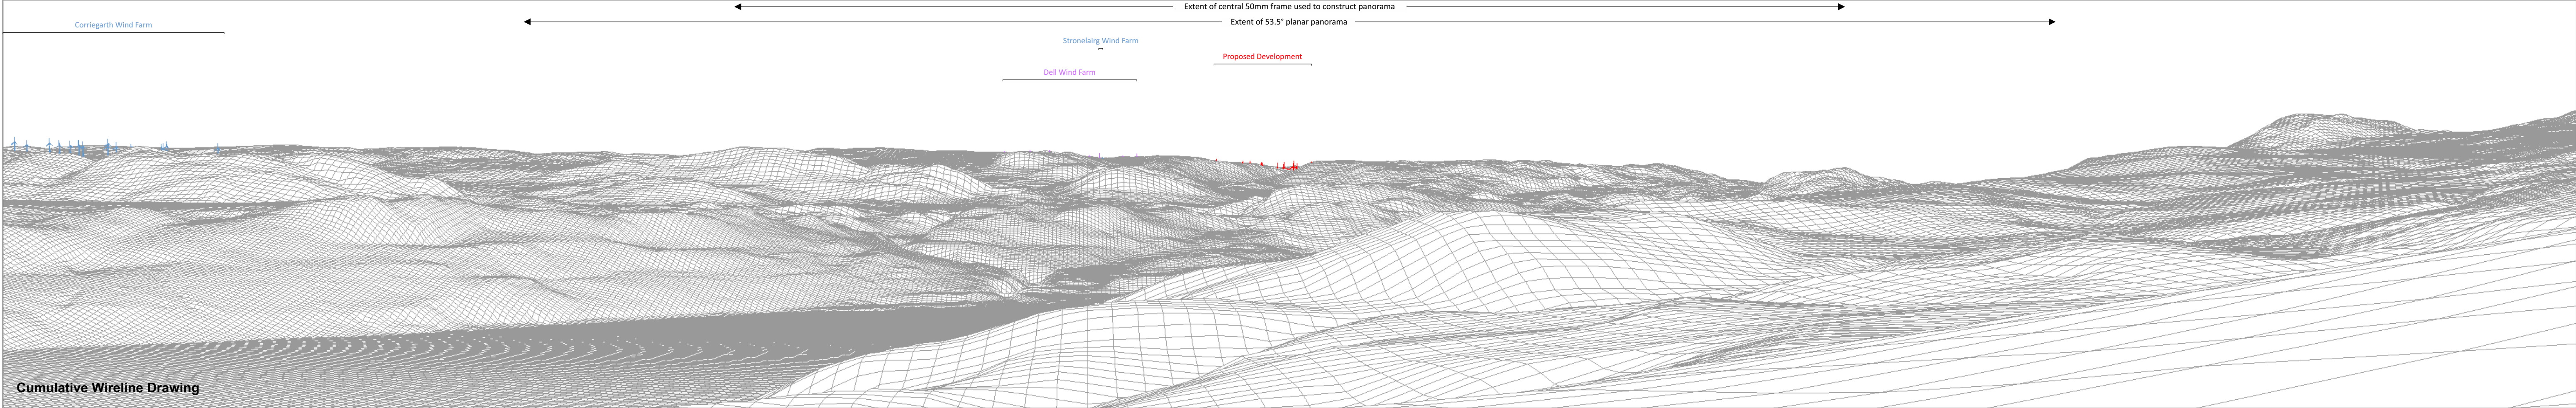 Extent of central 50mm frame used to construct panorama
Extent of 53.5° planar panorama
Corriegarth Wind Farm
Stronelairg Wind Farm
Proposed Development
Dell Wind Farm
Cumulative Wireline Drawing